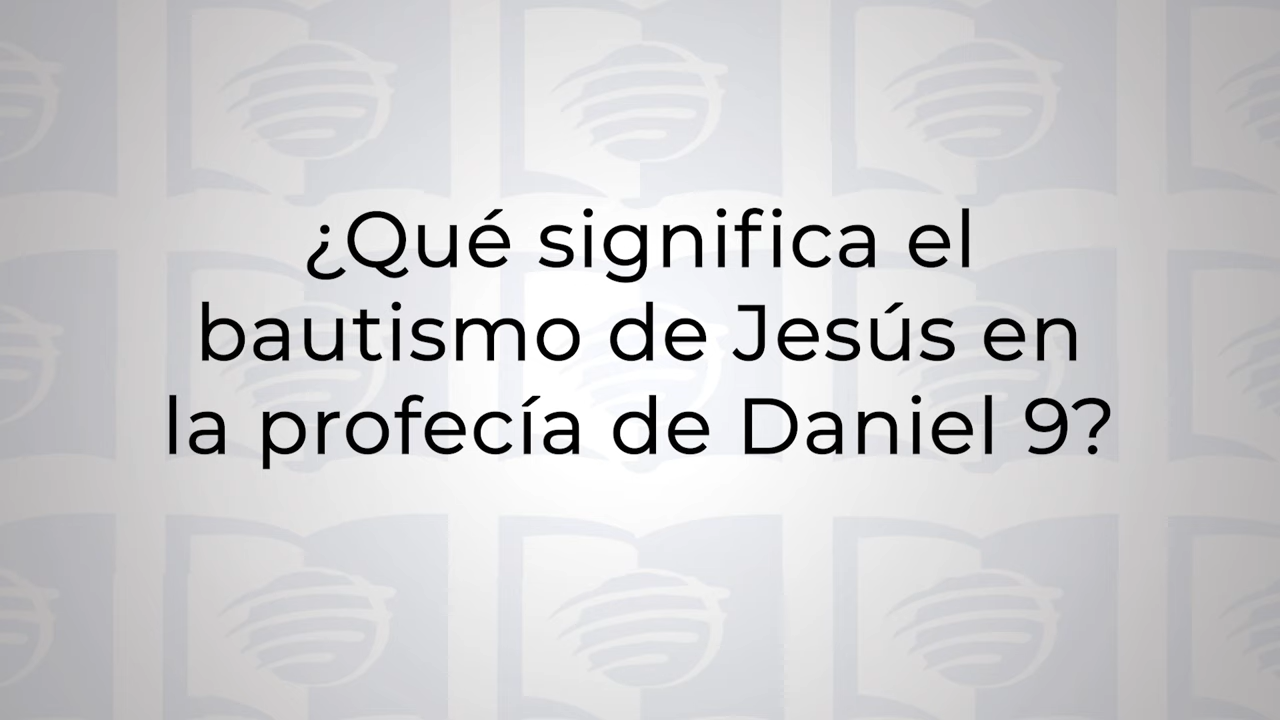 ¿Qué significa el
bautismo de Jesús en
la profecía de Daniel 9?